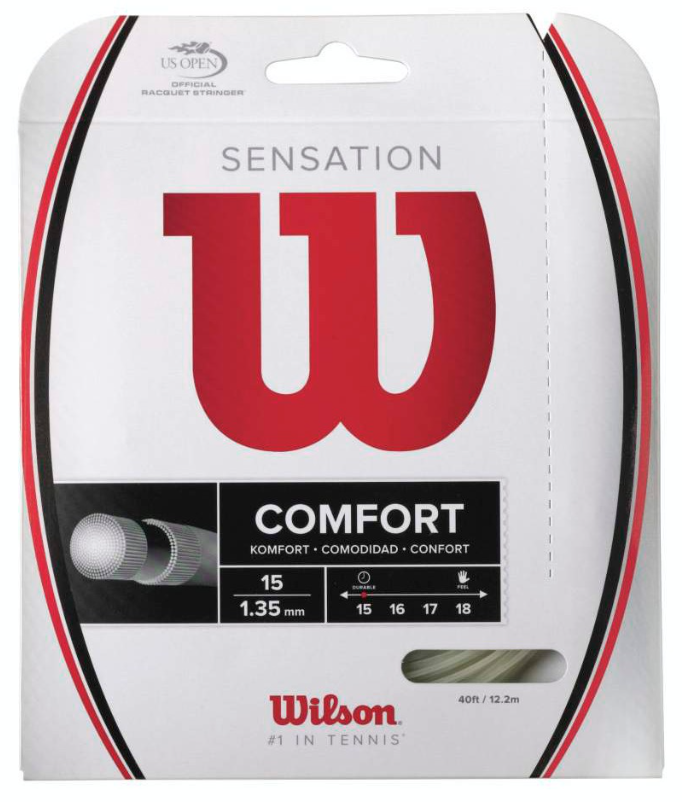 US OPEN
OFFICIAL
RACQUET STRINGER
SENSATION
W
COMFORT
KOMFORT • COMODIDAD • CONFORT
15
1.35 mm
DURABLE FEEL
15 16 17 18
40ft / 12.2m
Wilson®
#1 IN TENNIS